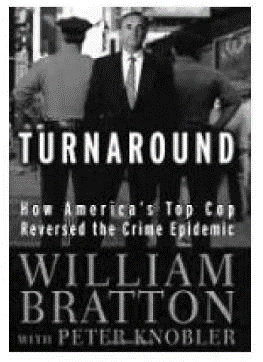 TURNAROUND
How America's Top Cop
Reversed the Crime Epidemic
WILLIAM
BRATTON
WITH PETER KNOBLER